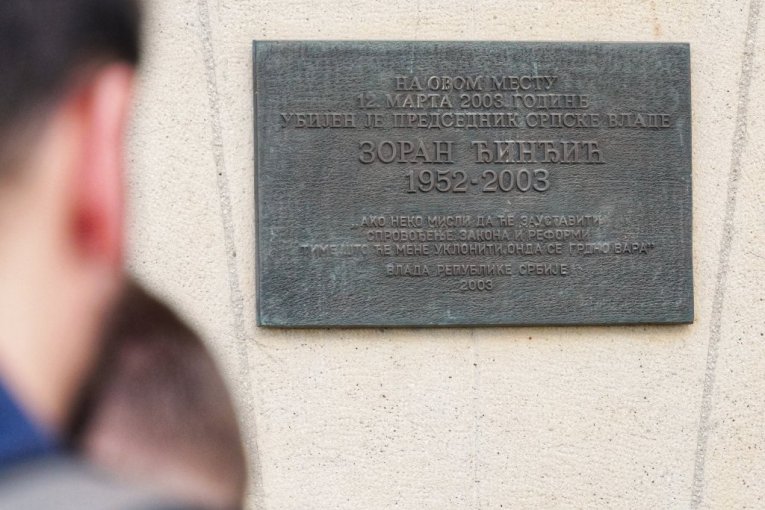 НА ОВОМ МЕСТУ
12. МАРТА 2003. ГОДИНЕ
УБИЈЕН ЈЕ ПРЕДСЕДНИК СРПСКЕ ВЛАДЕ
ЗОРАН ЂИНЂИЋ
1952-2003
„АКО НЕКО МИСЛИ ДА ЋЕ ЗАУСТАВИТИ
СПРОВОЂЕЊЕ ЗАКОНА И РЕФОРМИ
ТИМЕ ШТО ЋЕ МЕНЕ УКЛОНИТИ, ОНДА СЕ ГРДНО ВАРА“
ВЛАДА РЕПУБЛИКЕ СРБИЈЕ
2003